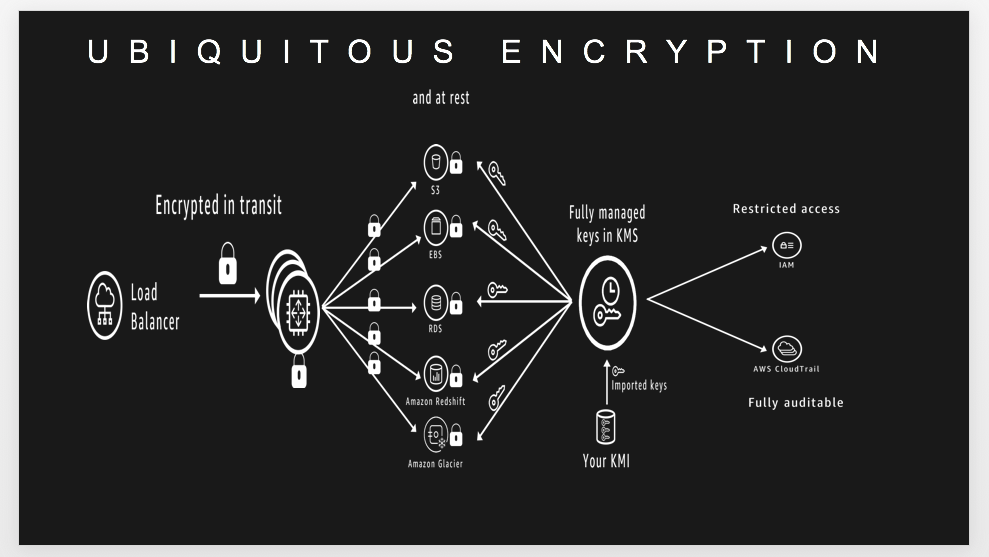 UBIQUITOUS ENCRYPTION
and at rest
Encrypted in transit
Load
Balancer
S3
EBS
RDS
Amazon Redshift
Amazon Glacier
Fully managed
keys in KMS
Imported keys
Your KMI
Restricted access
IAM
AWS CloudTrail
Fully auditable